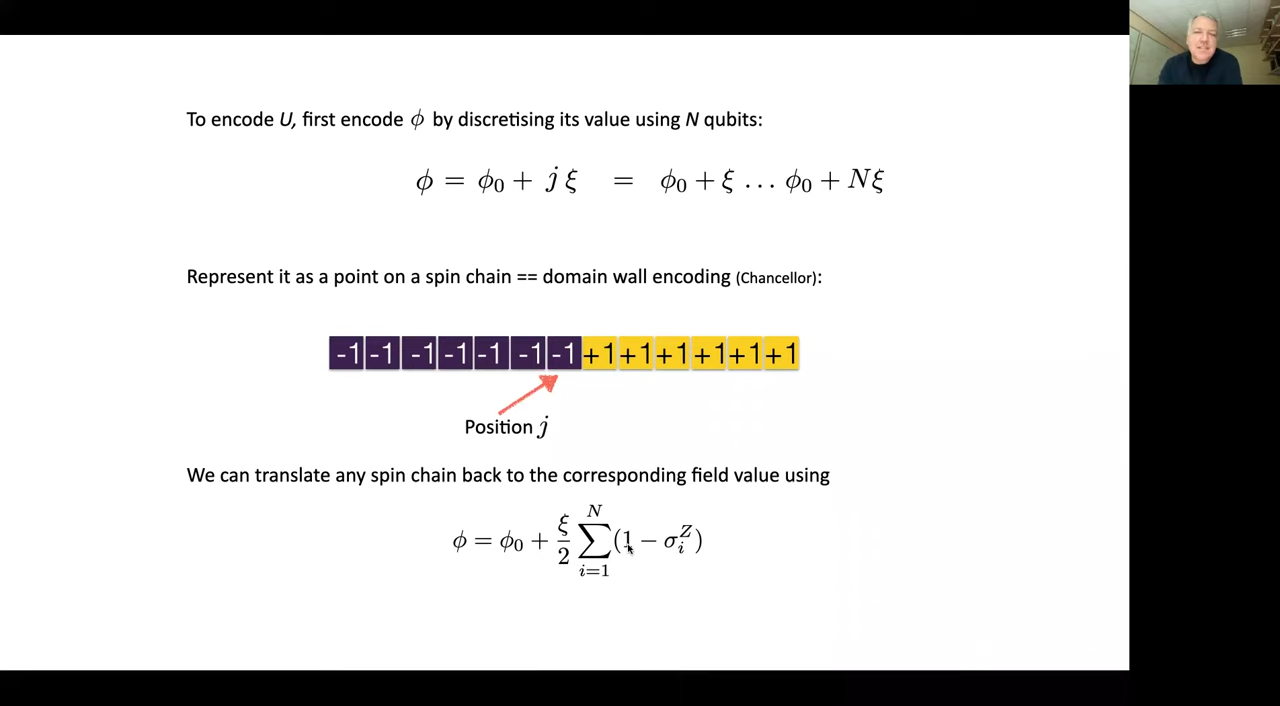 To encode U, first encode ϕ by discretising its value using N qubits:
ϕ = ϕ₀ + j ξ = ϕ₀ + ξ … ϕ₀ + Nξ
Represent it as a point on a spin chain == domain wall encoding (Chancellor):
-1 -1 -1 -1 -1 -1 -1 +1 +1 +1 +1 +1 +1
Position j
We can translate any spin chain back to the corresponding field value using
ϕ = ϕ₀ + ξ/2 ∑_{i=1}^{N} (1 − σ_i^Z)